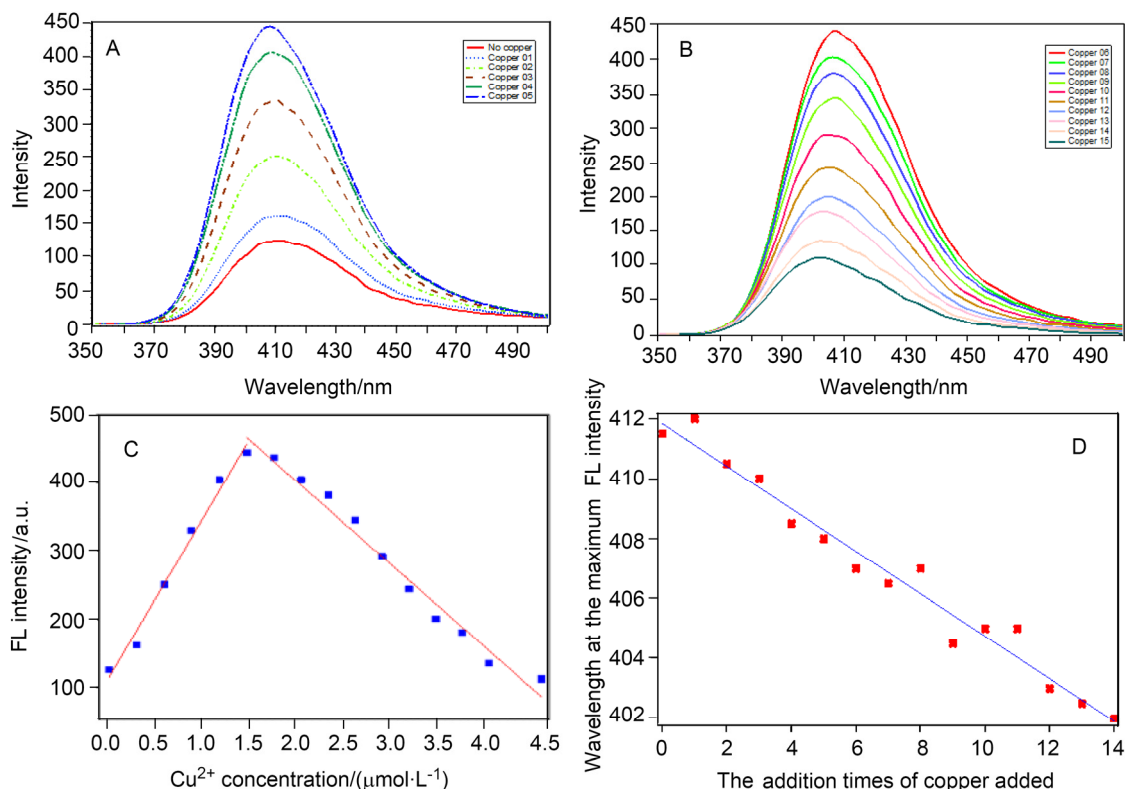 A
450
400
350
300
250
200
150
100
50
0
Intensity
350 370 390 410 430 450 470 490
Wavelength/nm
No copper
Copper 01
Copper 02
Copper 03
Copper 04
Copper 05
B
450
400
350
300
250
200
150
100
50
0
Intensity
350 370 390 410 430 450 470 490
Wavelength/nm
Copper 06
Copper 07
Copper 08
Copper 09
Copper 10
Copper 11
Copper 12
Copper 13
Copper 14
Copper 15
C
500
400
300
200
100
FL intensity/a.u.
0.0 0.5 1.0 1.5 2.0 2.5 3.0 3.5 4.0 4.5
Cu²⁺ concentration/(μmol·L⁻¹)
D
412
410
408
406
404
402
Wavelength at the maximum FL intensity
0 2 4 6 8 10 12 14
The addition times of copper added